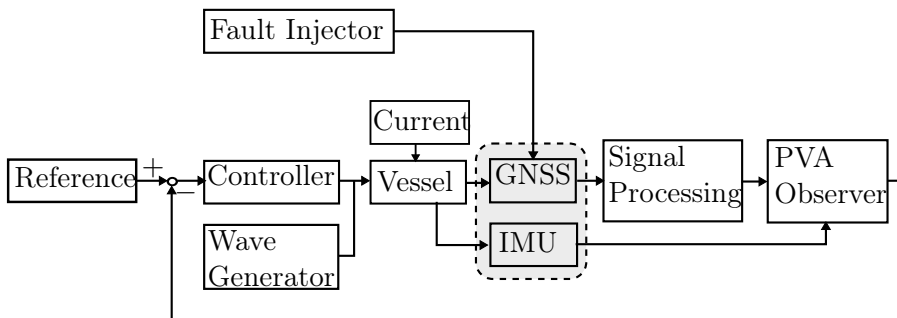 Fault Injector
Current
Reference
+
−
Controller
Vessel
GNSS
Signal
Processing
PVA
Observer
Wave
Generator
IMU